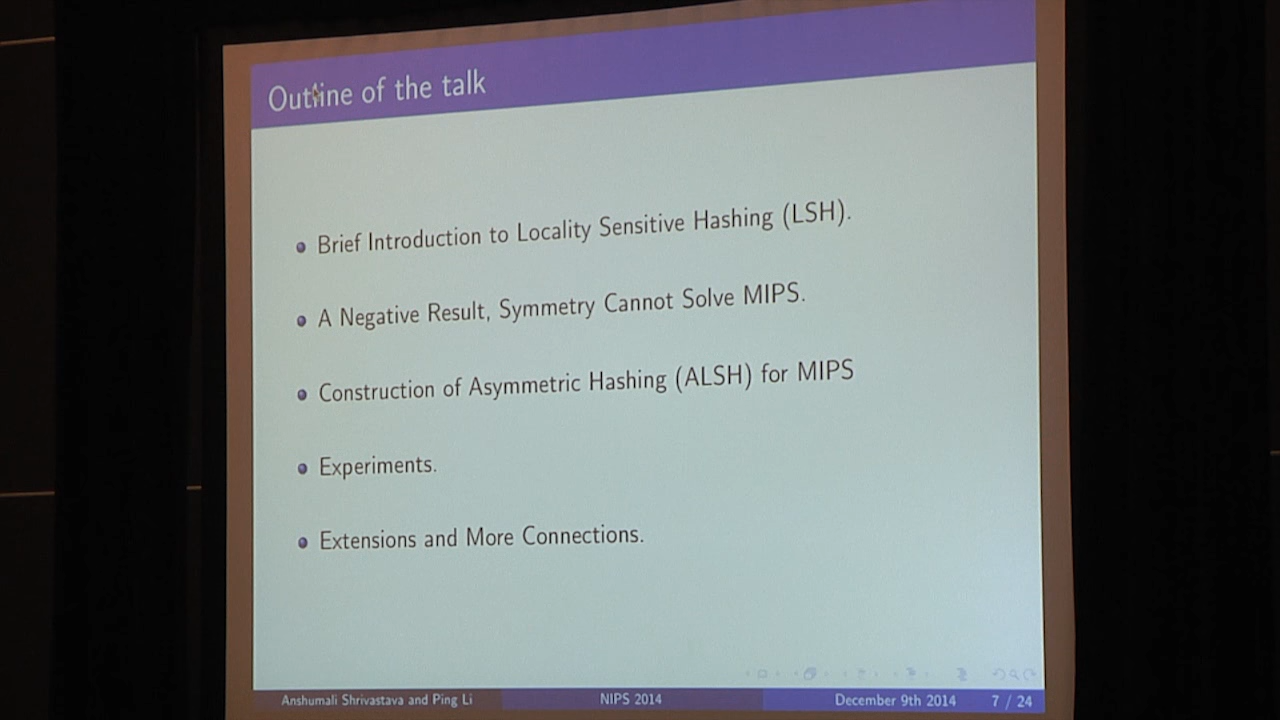 Outline of the talk
Brief Introduction to Locality Sensitive Hashing (LSH).
A Negative Result, Symmetry Cannot Solve MIPS.
Construction of Asymmetric Hashing (ALSH) for MIPS
Experiments.
Extensions and More Connections.
Anshumali Shrivastava and Ping Li NIPS 2014 December 9th 2014 7 / 24